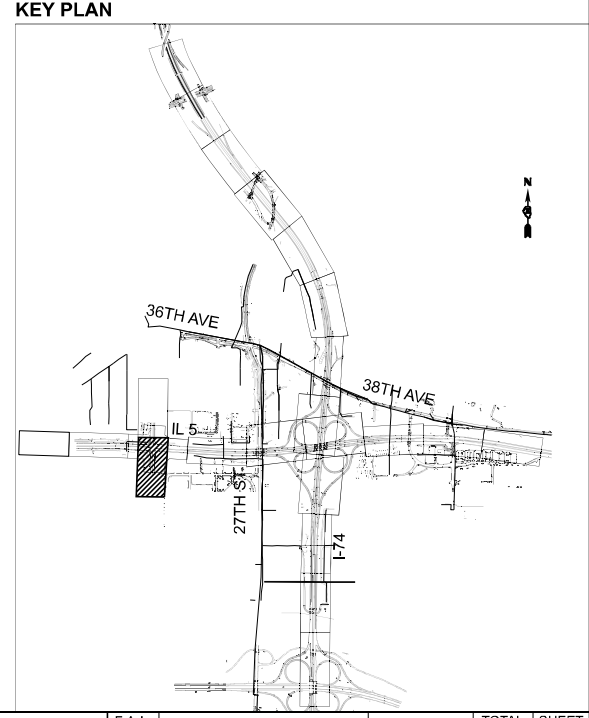 KEY PLAN
N
36TH AVE
38TH AVE
IL 5
27TH ST
I-74
F.A.I.
TOTAL
SHEET